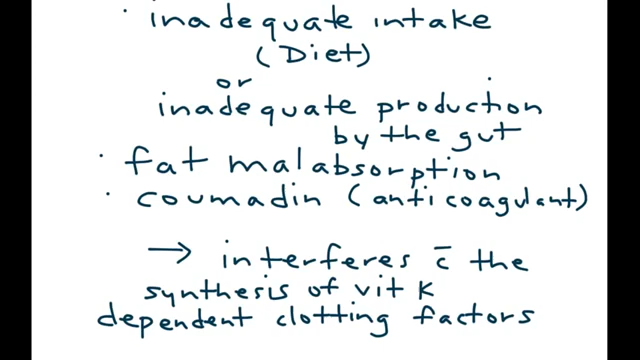 · inadequate intake
(Diet)
or
inadequate production
by the gut
· fat malabsorption
· coumadin (anticoagulant)
→ interferes c̄ the
synthesis of vit K
dependent clotting factors